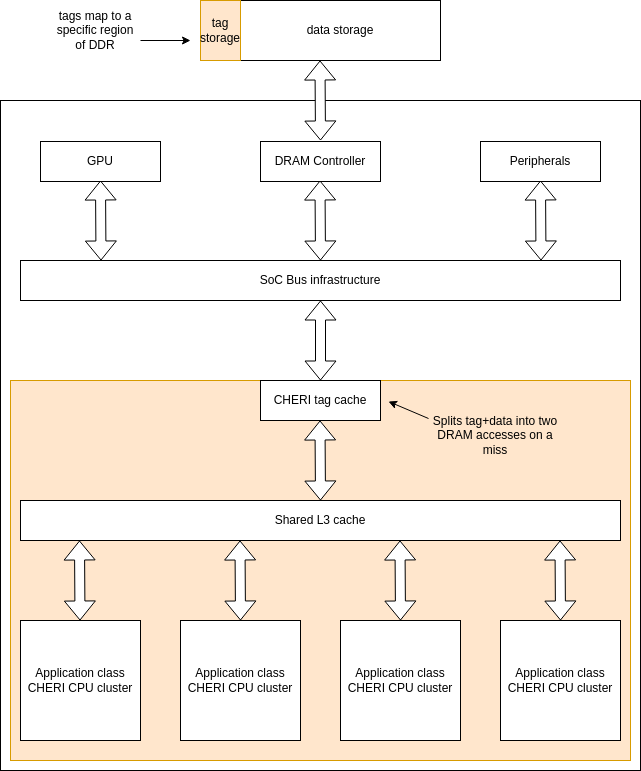 tags map to a
specific region
of DDR
tag
storage
data storage
GPU
DRAM Controller
Peripherals
SoC Bus infrastructure
CHERI tag cache
Splits tag+data into two
DRAM accesses on a
miss
Shared L3 cache
Application class
CHERI CPU cluster
Application class
CHERI CPU cluster
Application class
CHERI CPU cluster
Application class
CHERI CPU cluster